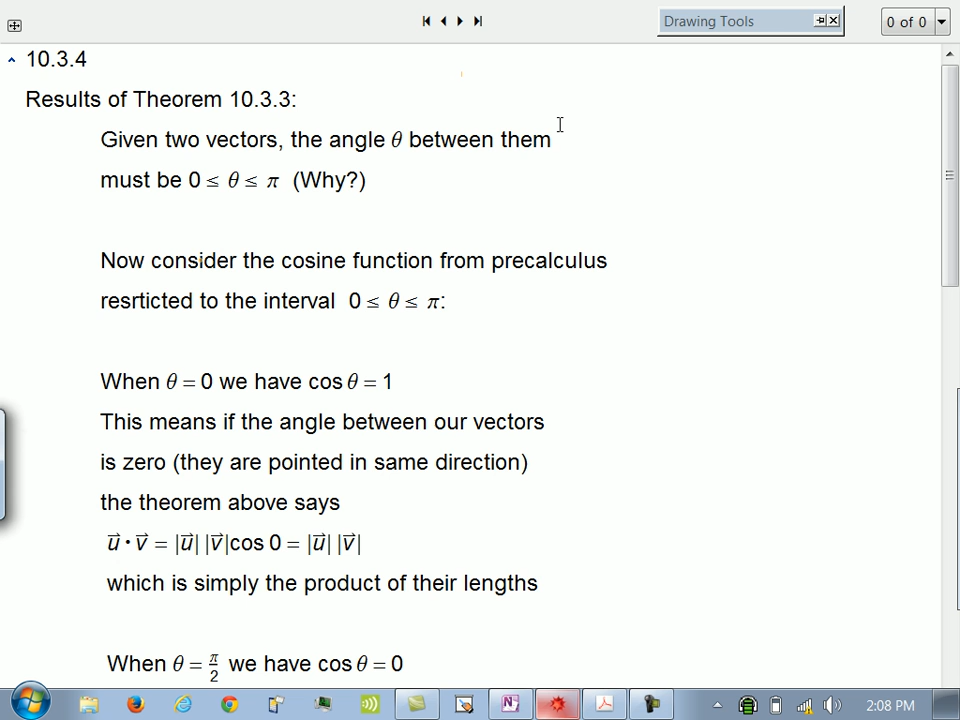 Drawing Tools
0 of 0
10.3.4
Results of Theorem 10.3.3:
Given two vectors, the angle θ between them
must be 0 ≤ θ ≤ π (Why?)
Now consider the cosine function from precalculus
resrticted to the interval 0 ≤ θ ≤ π:
When θ = 0 we have cos θ = 1
This means if the angle between our vectors
is zero (they are pointed in same direction)
the theorem above says
u⃗ · v⃗ = |u⃗| |v⃗|cos 0 = |u⃗| |v⃗|
which is simply the product of their lengths
When θ = π/2 we have cos θ = 0
2:08 PM